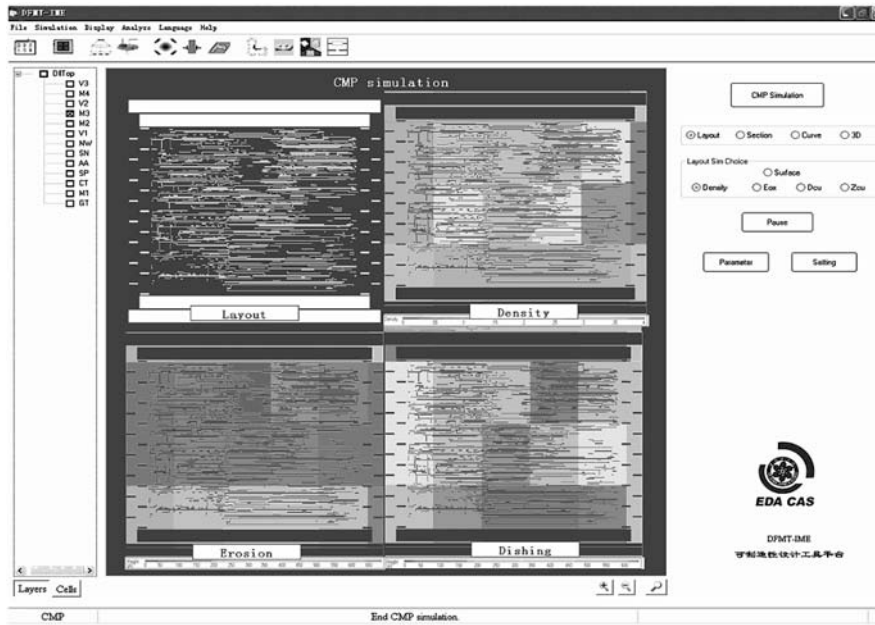 DFMT-IME
File Simulation Display Analyze Language Help
DllTop
V3
M4
V2
M3
M2
V1
NW
SN
AA
SP
CT
M1
GT
CMP simulation
Layout
Density
Erosion
Dishing
CMP Simulation
Layout Section Curve 3D
Layout Sim Choice
Surface
Density Eox Dcu Zcu
Pause
Parameter Setting
EDA CAS
DFMT-IME
可制造性设计工具平台
Layers Cells
CMP End CMP simulation.